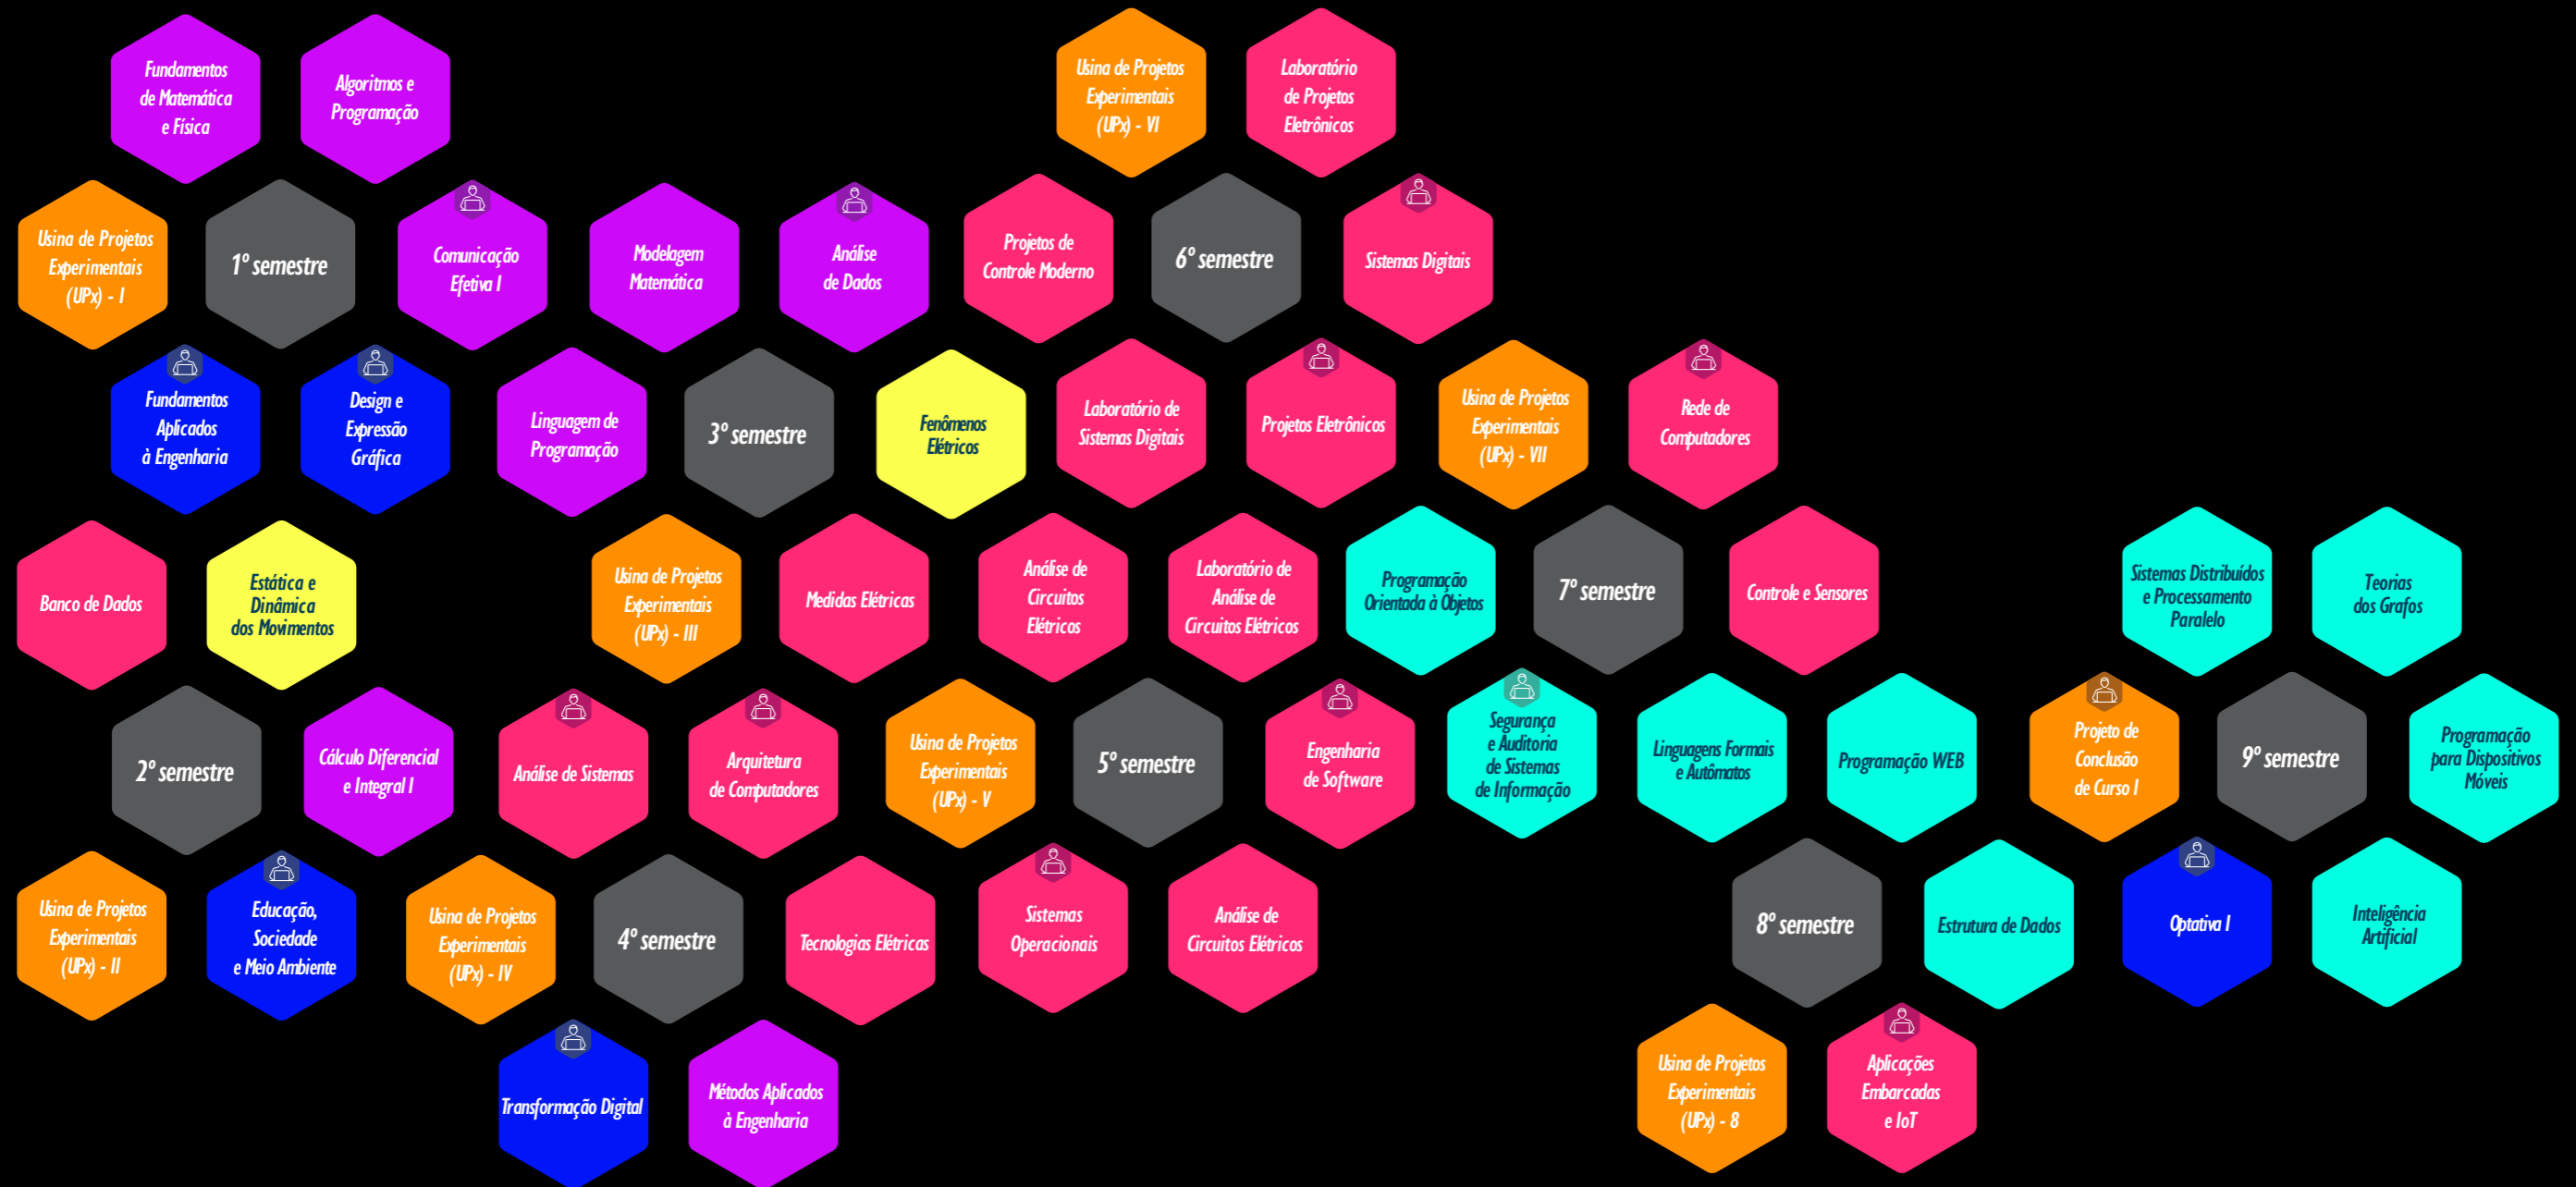 Fundamentos
de Matemática
e Física
Algoritmos e
Programação
Usina de Projetos
Experimentais
(UPx) - I
1º semestre
Comunicação
Efetiva I
Fundamentos
Aplicados
à Engenharia
Design e
Expressão
Gráfica
Banco de Dados
Estática e
Dinâmica
dos Movimentos
2º semestre
Cálculo Diferencial
e Integral I
Usina de Projetos
Experimentais
(UPx) - II
Educação,
Sociedade
e Meio Ambiente
Modelagem
Matemática
Análise
de Dados
Linguagem de
Programação
3º semestre
Fenômenos
Elétricos
Usina de Projetos
Experimentais
(UPx) - III
Medidas Elétricas
Análise de Sistemas
Arquitetura
de Computadores
Usina de Projetos
Experimentais
(UPx) - IV
4º semestre
Tecnologias Elétricas
Transformação Digital
Métodos Aplicados
à Engenharia
Análise de
Circuitos
Elétricos
Laboratório de
Análise de
Circuitos Elétricos
Usina de Projetos
Experimentais
(UPx) - V
5º semestre
Engenharia
de Software
Sistemas
Operacionais
Análise de
Circuitos Elétricos
Usina de Projetos
Experimentais
(UPx) - VI
Laboratório
de Projetos
Eletrônicos
Projetos de
Controle Moderno
6º semestre
Sistemas Digitais
Laboratório de
Sistemas Digitais
Projetos Eletrônicos
Usina de Projetos
Experimentais
(UPx) - VII
Rede de
Computadores
Programação
Orientada à Objetos
7º semestre
Controle e Sensores
Segurança
e Auditoria
de Sistemas
de Informação
Linguagens Formais
e Autômatos
Programação WEB
8º semestre
Estrutura de Dados
Usina de Projetos
Experimentais
(UPx) - 8
Aplicações
Embarcadas
e IoT
Sistemas Distribuídos
e Processamento
Paralelo
Teorias
dos Grafos
Projeto de
Conclusão
de Curso I
9º semestre
Programação
para Dispositivos
Móveis
Optativa I
Inteligência
Artificial